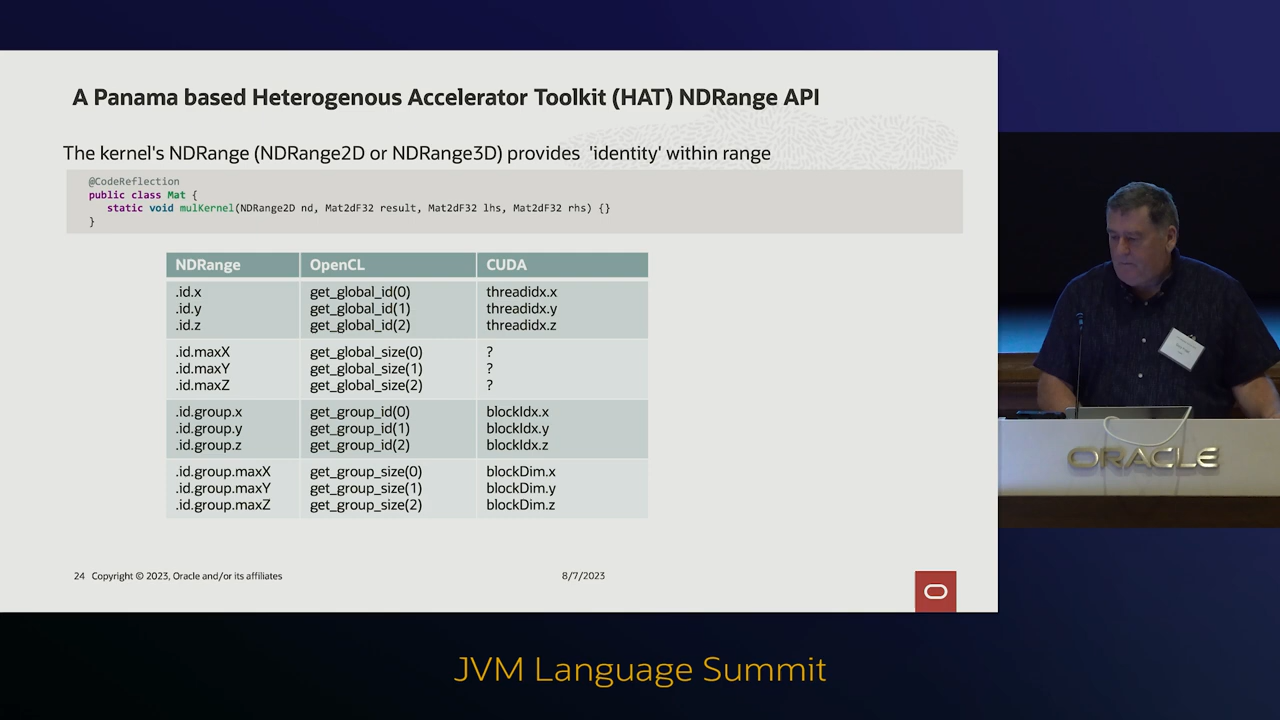 A Panama based Heterogenous Accelerator Toolkit (HAT) NDRange API
The kernel's NDRange (NDRange2D or NDRange3D) provides 'identity' within range
@CodeReflection
public class Mat {
static void mulKernel(NDRange2D nd, Mat2dF32 result, Mat2dF32 lhs, Mat2dF32 rhs) {}
}
NDRange OpenCL CUDA
.id.x get_global_id(0) threadidx.x
.id.y get_global_id(1) threadidx.y
.id.z get_global_id(2) threadidx.z
.id.maxX get_global_size(0) ?
.id.maxY get_global_size(1) ?
.id.maxZ get_global_size(2) ?
.id.group.x get_group_id(0) blockIdx.x
.id.group.y get_group_id(1) blockIdx.y
.id.group.z get_group_id(2) blockIdx.z
.id.group.maxX get_group_size(0) blockDim.x
.id.group.maxY get_group_size(1) blockDim.y
.id.group.maxZ get_group_size(2) blockDim.z
24 Copyright © 2023, Oracle and/or its affiliates 8/7/2023
ORACLE
JVM Language Summit